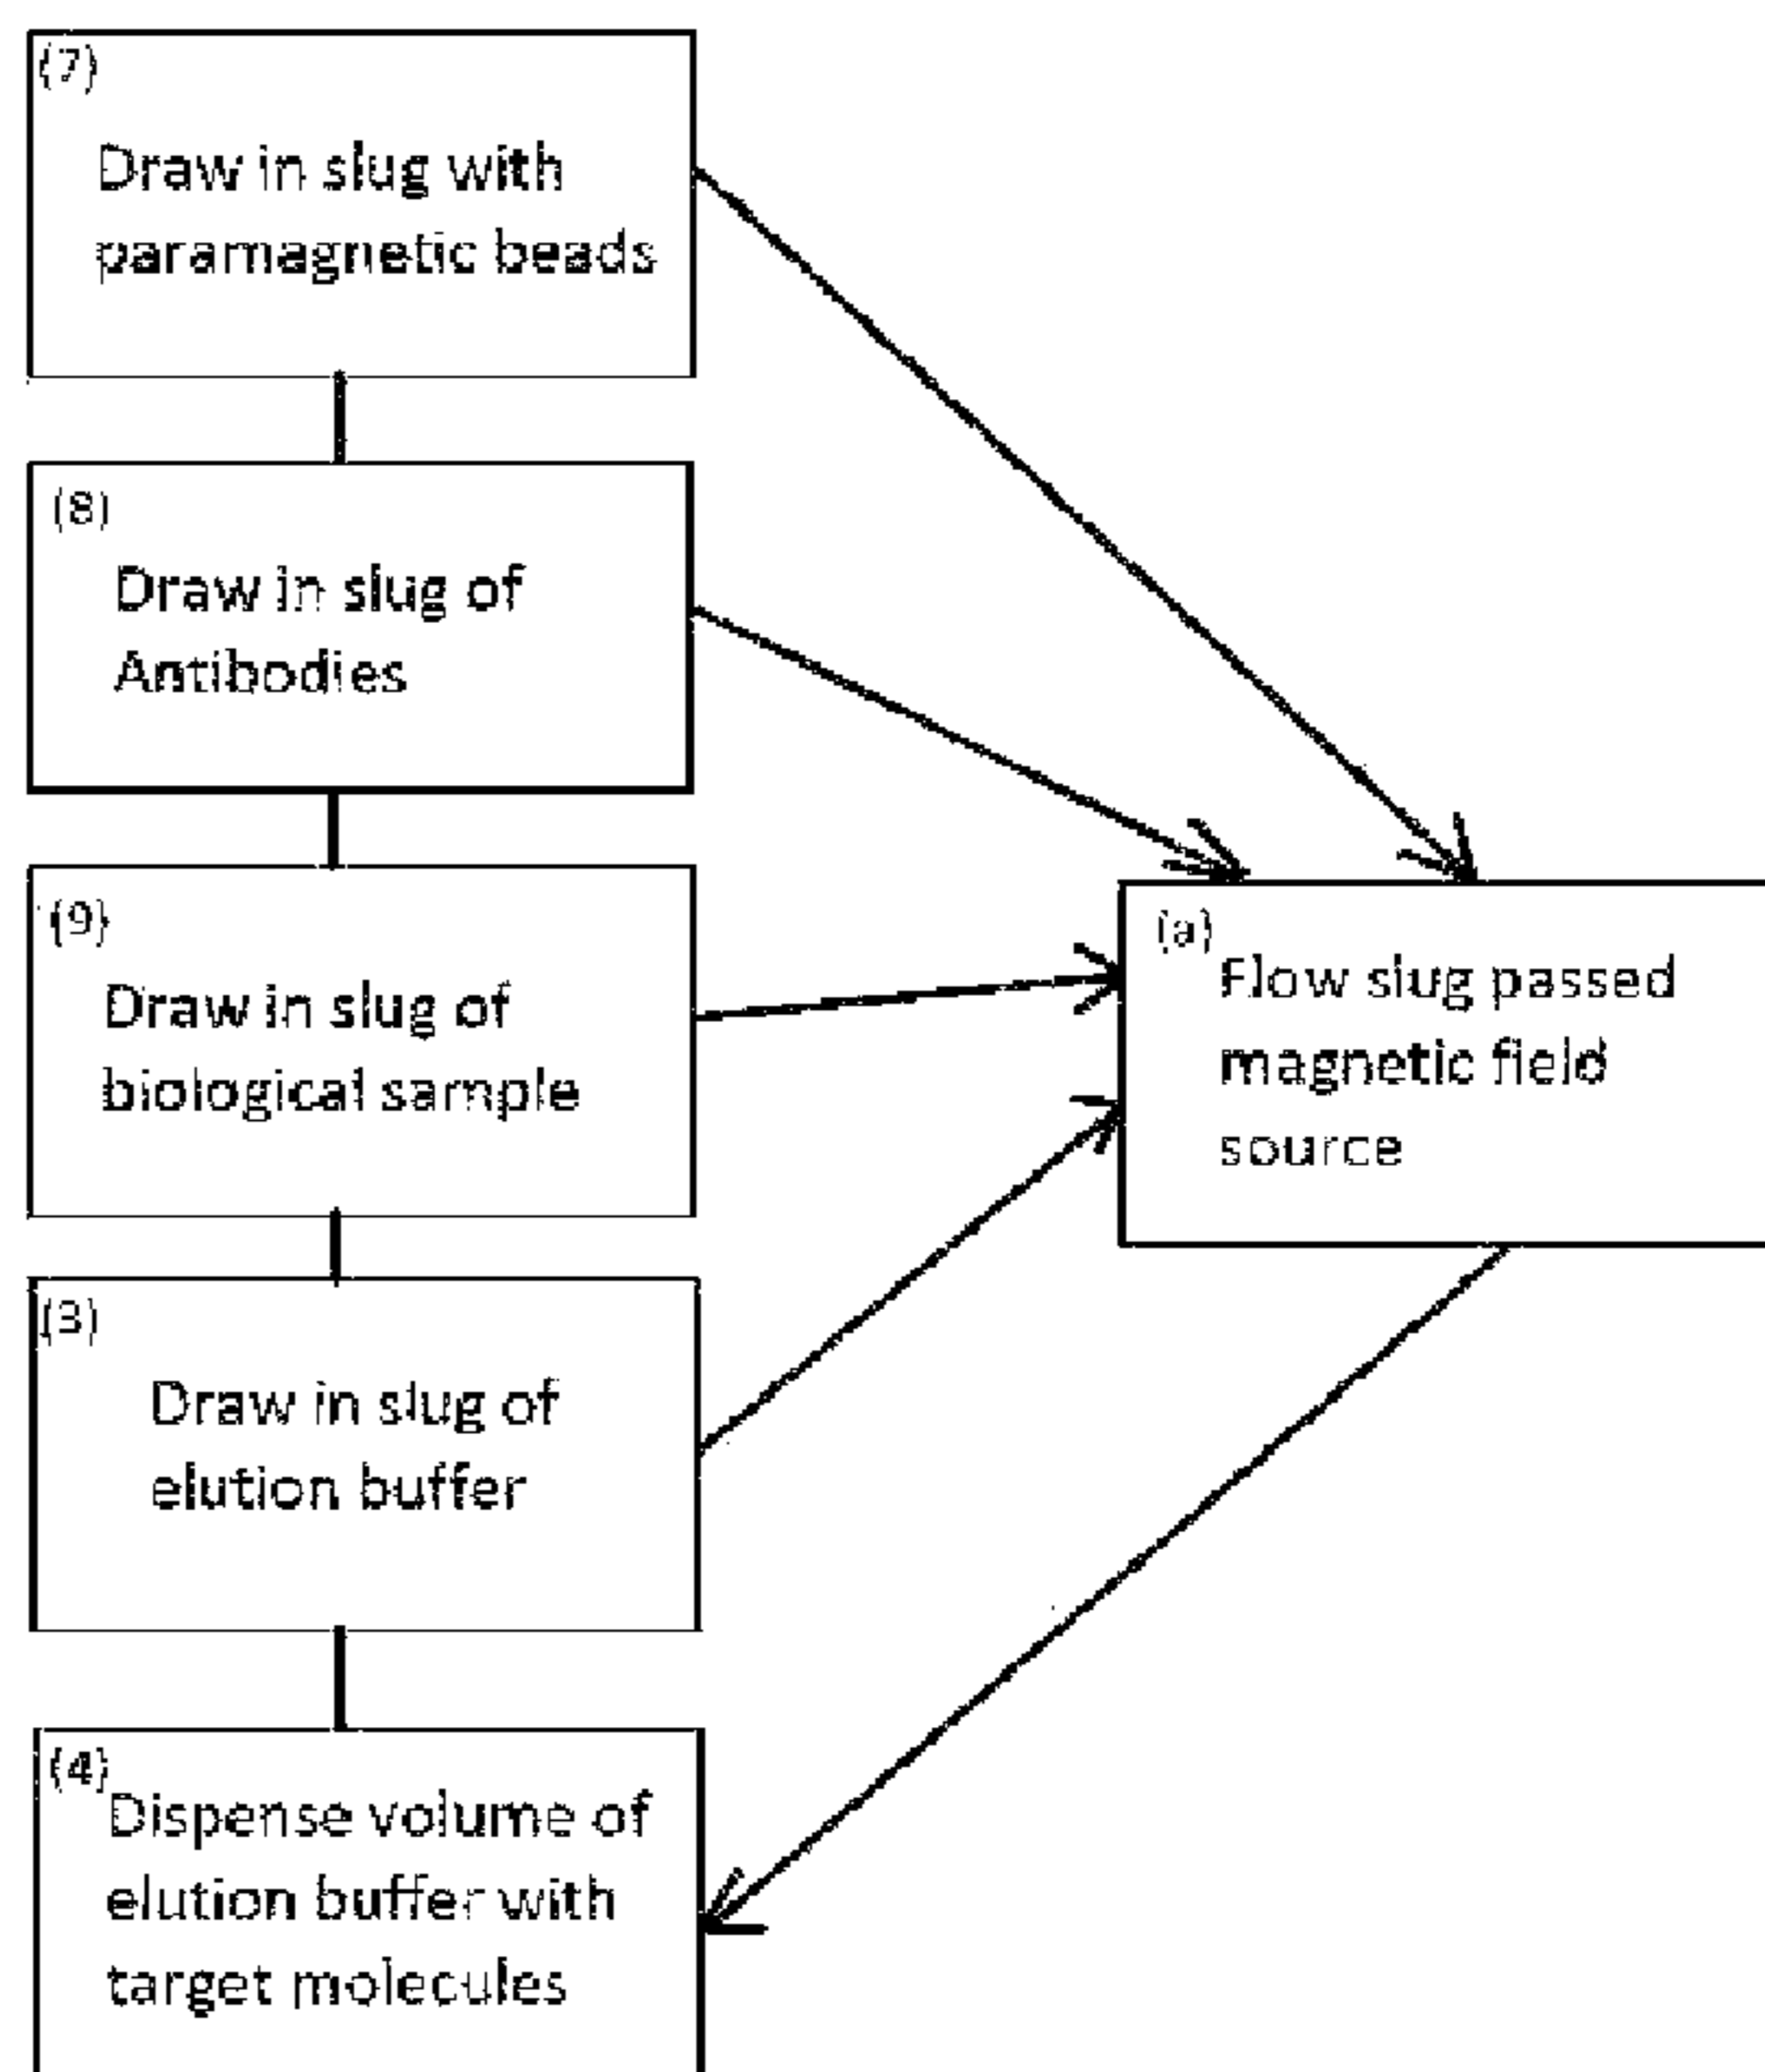 (7)
Draw in slug with
paramagnetic beads
(8)
Draw in slug of
Antibodies
(9)
Draw in slug of
biological sample
(a)
Flow slug passed
magnetic field
source
(3)
Draw in slug of
elution buffer
(4)
Dispense volume of
elution buffer with
target molecules